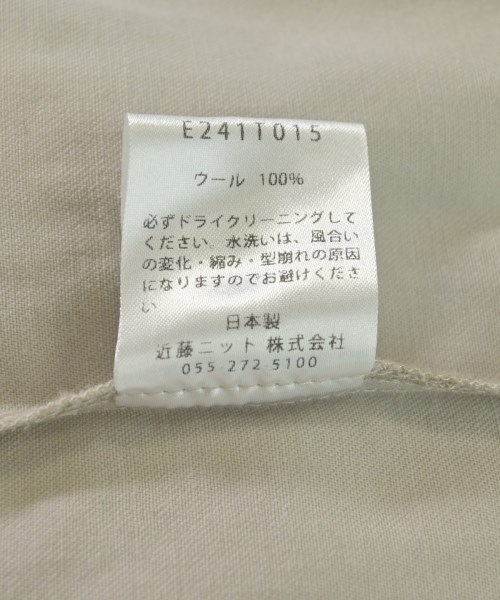 E241T015
ウール 100%
必ずドライクリーニングして
ください。水洗いは、風合い
の変化・縮み・型崩れの原因
になりますのでお避けくださ
い
日本製
近藤ニット 株式会社
055 272 5100